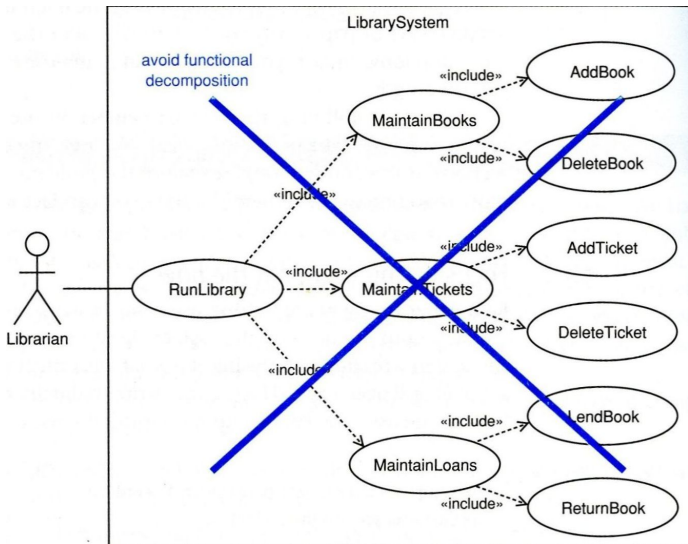 LibrarySystem
avoid functional
decomposition
«include»
AddBook
MaintainBooks
«include»
DeleteBook
«include»
«include»
AddTicket
Librarian
RunLibrary
«include»
MaintainTickets
«include»
DeleteTicket
«include»
«include»
LendBook
MaintainLoans
«include»
ReturnBook